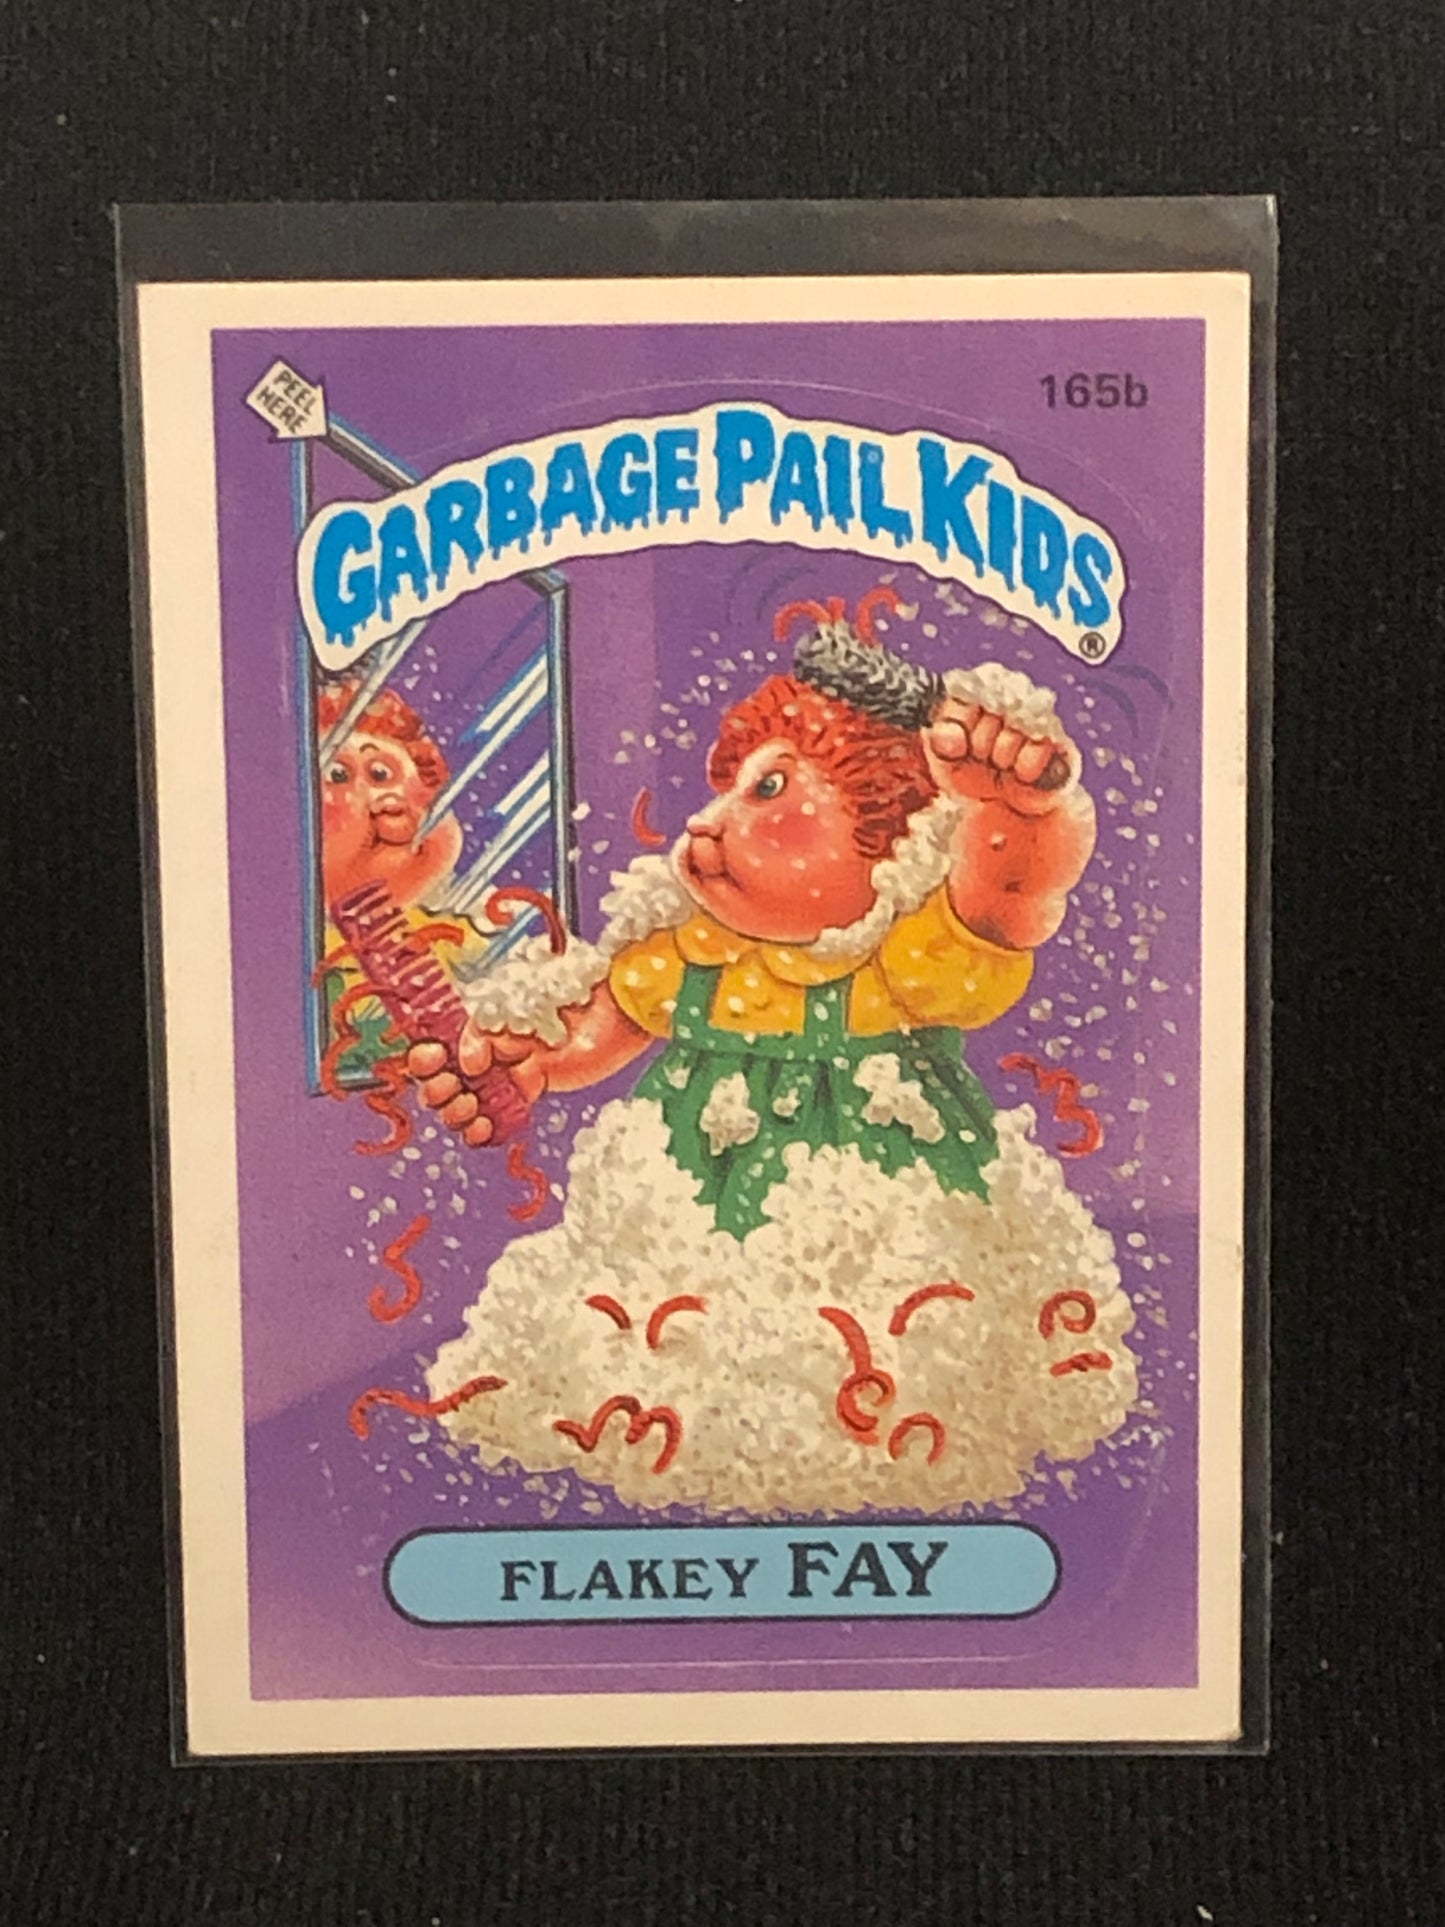 PEEL
HERE
165b
GARBAGE PAIL KIDS
®
FLAKEY FAY